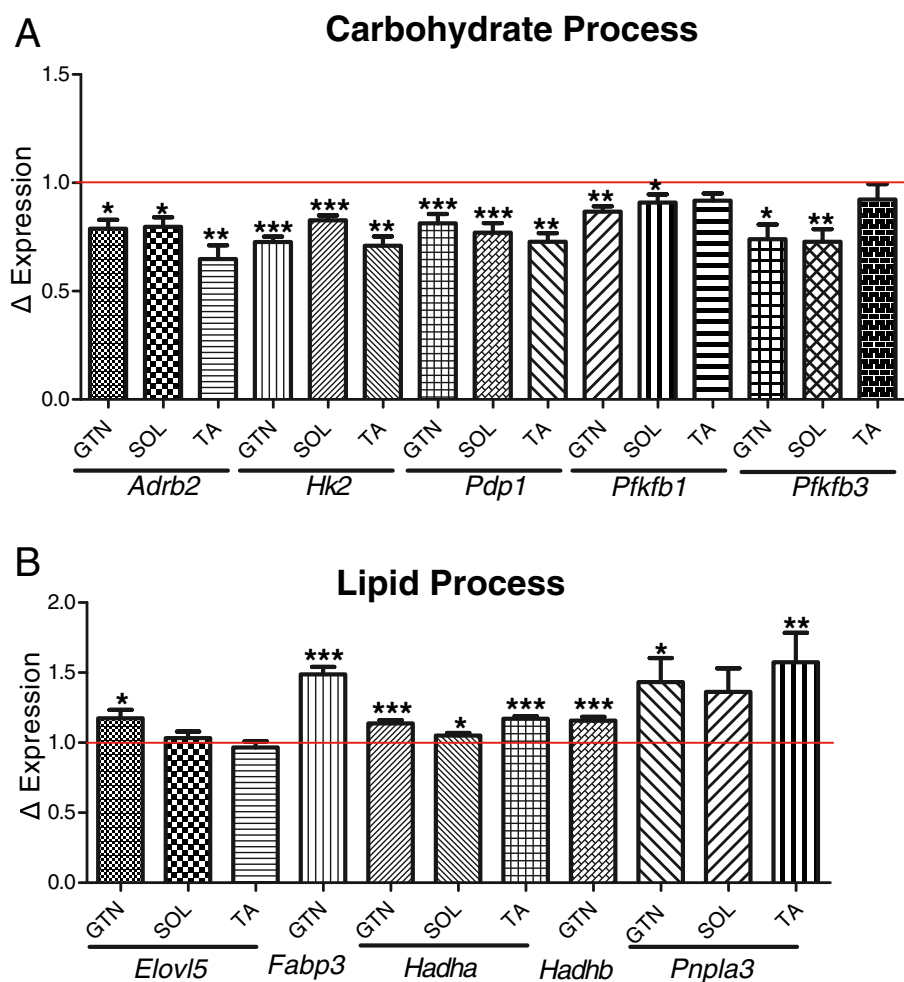 A
Carbohydrate Process
Δ Expression
1.5
1.0
0.5
0.0
* * ** *** *** ** *** *** ** ** * * **
GTN SOL TA GTN SOL TA GTN SOL TA GTN SOL TA GTN SOL TA
Adrb2 Hk2 Pdp1 Pfkfb1 Pfkfb3
B
Lipid Process
Δ Expression
2.0
1.5
1.0
0.5
0.0
* *** *** * *** *** * **
GTN SOL TA GTN GTN SOL TA GTN GTN SOL TA
Elovl5 Fabp3 Hadha Hadhb Pnpla3